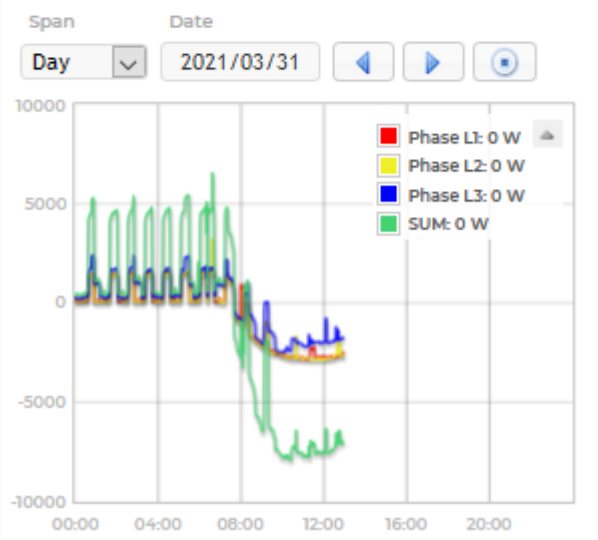 Span Date
Day 2021/03/31
10000
Phase L1: 0 W
Phase L2: 0 W
5000
Phase L3: 0 W
SUM: 0 W
0
-5000
-10000
00:00 04:00 08:00 12:00 16:00 20:00